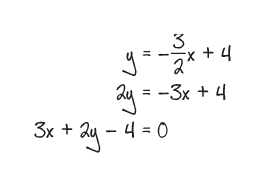 y = -3/2x + 4
2y = -3x + 4
3x + 2y - 4 = 0